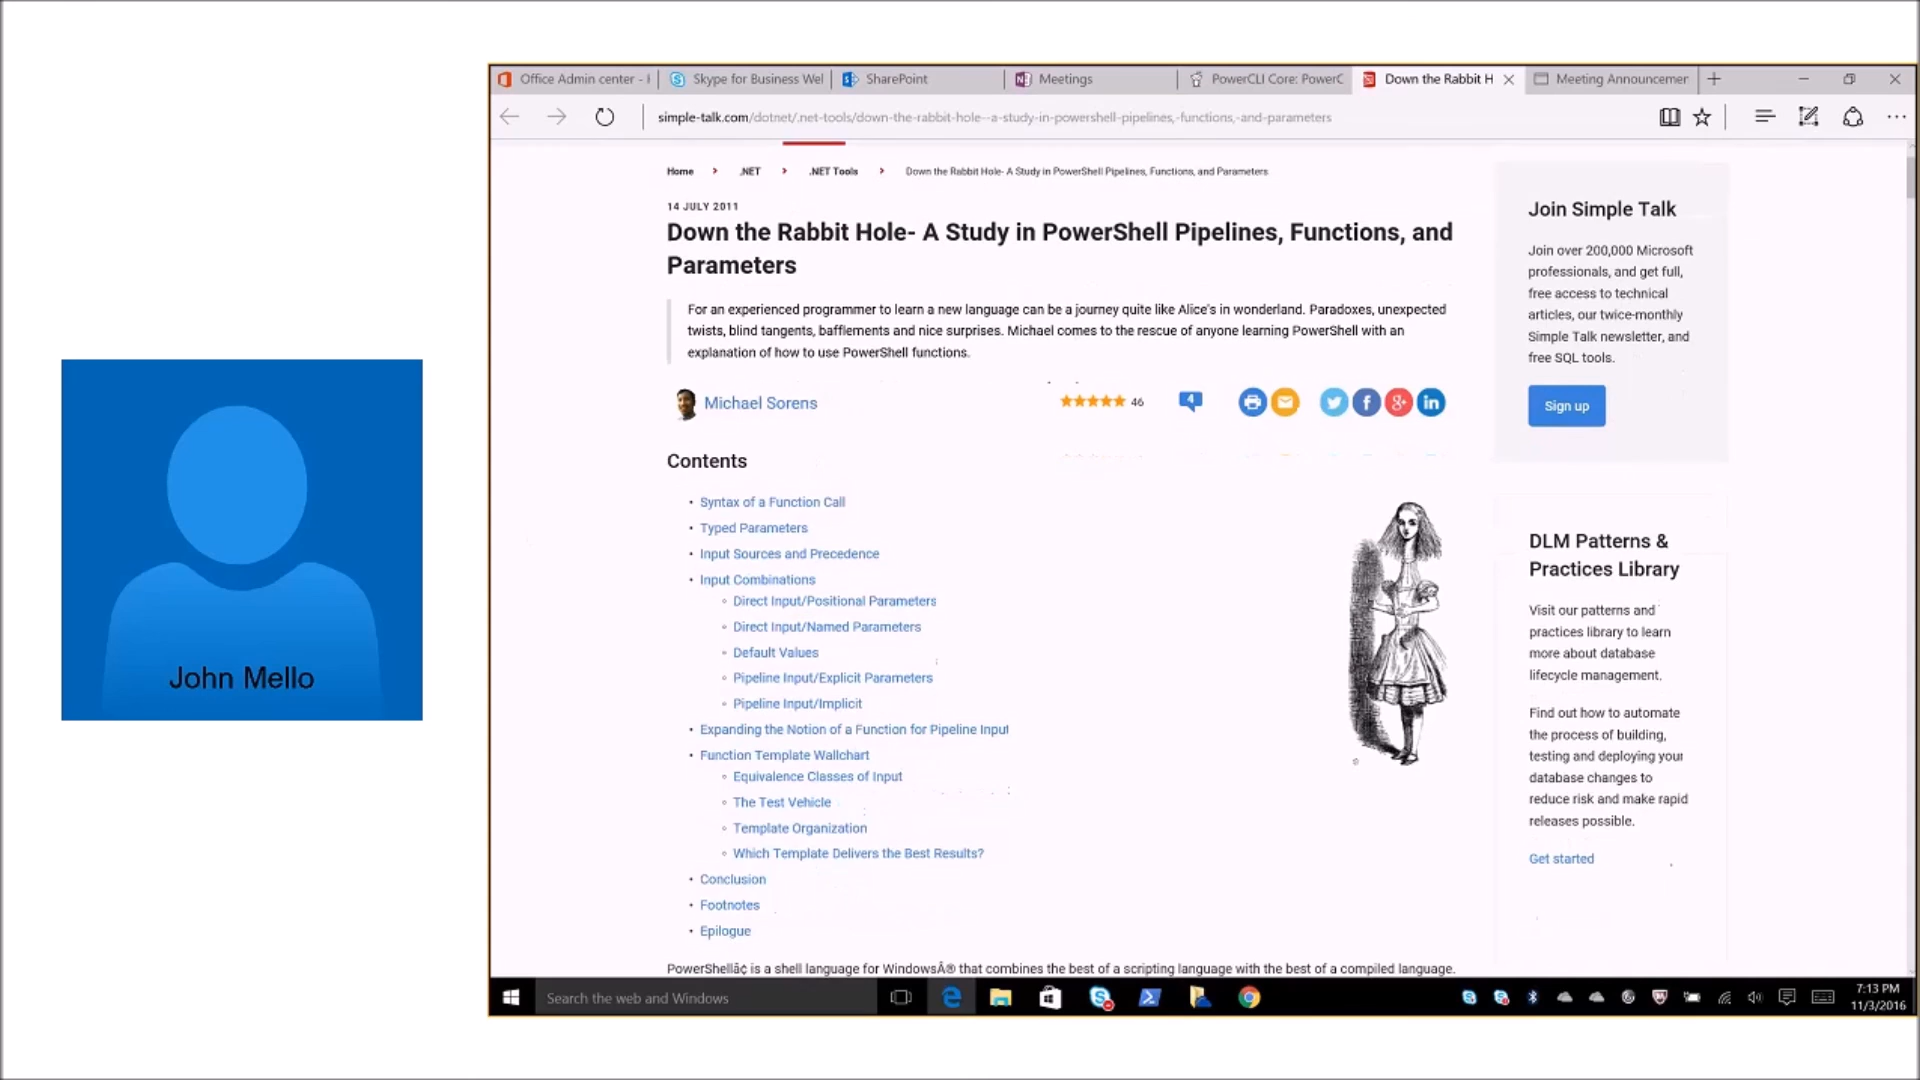 John Mello
Office Admin center - 
Skype for Business Wel
SharePoint
Meetings
PowerCLI Core: PowerC
Down the Rabbit H
Meeting Announcemer
simple-talk.com/dotnet/.net-tools/down-the-rabbit-hole--a-study-in-powershell-pipelines,-functions,-and-parameters
Home > .NET > .NET Tools > Down the Rabbit Hole- A Study in PowerShell Pipelines, Functions, and Parameters
14 JULY 2011
Down the Rabbit Hole- A Study in PowerShell Pipelines, Functions, and
Parameters
For an experienced programmer to learn a new language can be a journey quite like Alice's in wonderland. Paradoxes, unexpected
twists, blind tangents, bafflements and nice surprises. Michael comes to the rescue of anyone learning PowerShell with an
explanation of how to use PowerShell functions.
Michael Sorens
46
4
Contents
• Syntax of a Function Call
• Typed Parameters
• Input Sources and Precedence
• Input Combinations
◦ Direct Input/Positional Parameters
◦ Direct Input/Named Parameters
◦ Default Values
◦ Pipeline Input/Explicit Parameters
◦ Pipeline Input/Implicit
• Expanding the Notion of a Function for Pipeline Input
• Function Template Wallchart
◦ Equivalence Classes of Input
◦ The Test Vehicle
◦ Template Organization
◦ Which Template Delivers the Best Results?
• Conclusion
• Footnotes
• Epilogue
PowerShellâ¢ is a shell language for WindowsÂ® that combines the best of a scripting language with the best of a compiled language.
Join Simple Talk
Join over 200,000 Microsoft
professionals, and get full,
free access to technical
articles, our twice-monthly
Simple Talk newsletter, and
free SQL tools.
Sign up
DLM Patterns &
Practices Library
Visit our patterns and
practices library to learn
more about database
lifecycle management.
Find out how to automate
the process of building,
testing and deploying your
database changes to
reduce risk and make rapid
releases possible.
Get started
Search the web and Windows
7:13 PM
11/3/2016